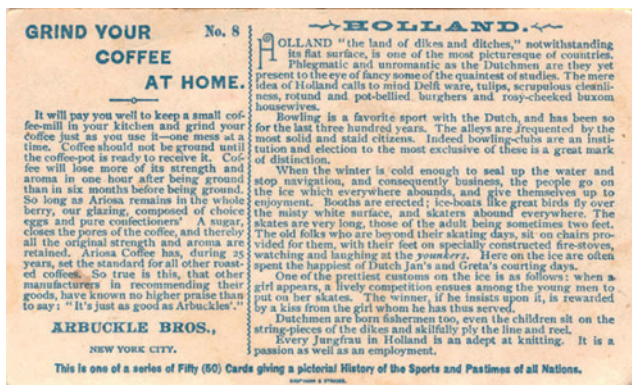 GRIND YOUR No. 8
COFFEE
AT HOME.
It will pay you well to keep a small cof-
fee-mill in your kitchen and grind your
coffee just as you use it—one mess at a
time. Coffee should not be ground until
the coffee-pot is ready to receive it. Cof-
fee will lose more of its strength and
aroma in one hour after being ground
than in six months before being ground.
So long as Ariosa remains in the whole
berry, our glazing, composed of choice
eggs and pure confectioners' A sugar,
closes the pores of the coffee, and thereby
all the original strength and aroma are
retained. Ariosa Coffee has, during 25
years, set the standard for all other roast-
ed coffees. So true is this, that other
manufacturers in recommending their
goods, have known no higher praise than
to say: "It's just as good as Arbuckles'."
ARBUCKLE BROS.,
NEW YORK CITY.
HOLLAND.
HOLLAND "the land of dikes and ditches," notwithstanding
its flat surface, is one of the most picturesque of countries.
Phlegmatic and unromantic as the Dutchmen are they yet
present to the eye of fancy some of the quaintest of studies. The mere
idea of Holland calls to mind Delft ware, tulips, scrupulous cleanli-
ness, rotund and pot-bellied burghers and rosy-cheeked buxom
housewives.
Bowling is a favorite sport with the Dutch, and has been so
for the last three hundred years. The alleys are frequented by the
most solid and staid citizens. Indeed bowling-clubs are an insti-
tution and election to the most exclusive of these is a great mark
of distinction.
When the winter is cold enough to seal up the water and
stop navigation, and consequently business, the people go on
the ice which everywhere abounds, and give themselves up to
enjoyment. Booths are erected; ice-boats like great birds fly over
the misty white surface, and skaters abound everywhere. The
skates are very long, those of the adult being sometimes two feet.
The old folks who are beyond their skating days, sit on chairs pro-
vided for them, with their feet on specially constructed fire-stoves,
watching and laughing at the younkers. Here on the ice are often
spent the happiest of Dutch Jan's and Greta's courting days.
One of the prettiest customs on the ice is as follows: when a
girl appears, a lively competition ensues among the young men to
put on her skates. The winner, if he insists upon it, is rewarded
by a kiss from the girl whom he has thus served.
Dutchmen are born fishermen too, even the children sit on the
string-pieces of the dikes and skilfully ply the line and reel.
Every Jungfrau in Holland is an adept at knitting. It is a
passion as well as an employment.
This is one of a series of Fifty (50) Cards giving a pictorial History of the Sports and Pastimes of all Nations.